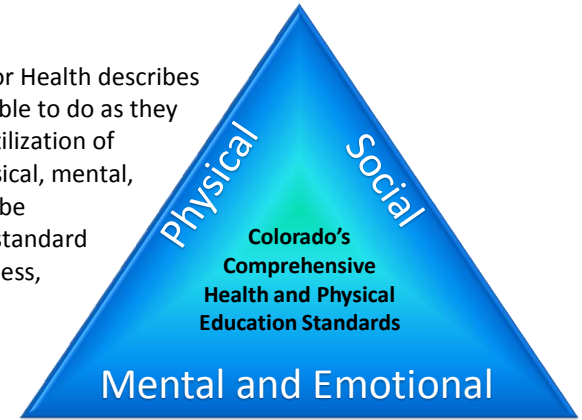 or Health describes
ble to do as they
tilization of
sical, mental,
be
standard
ess,
Physical
Social
Colorado’s
Comprehensive
Health and Physical
Education Standards
Mental and Emotional